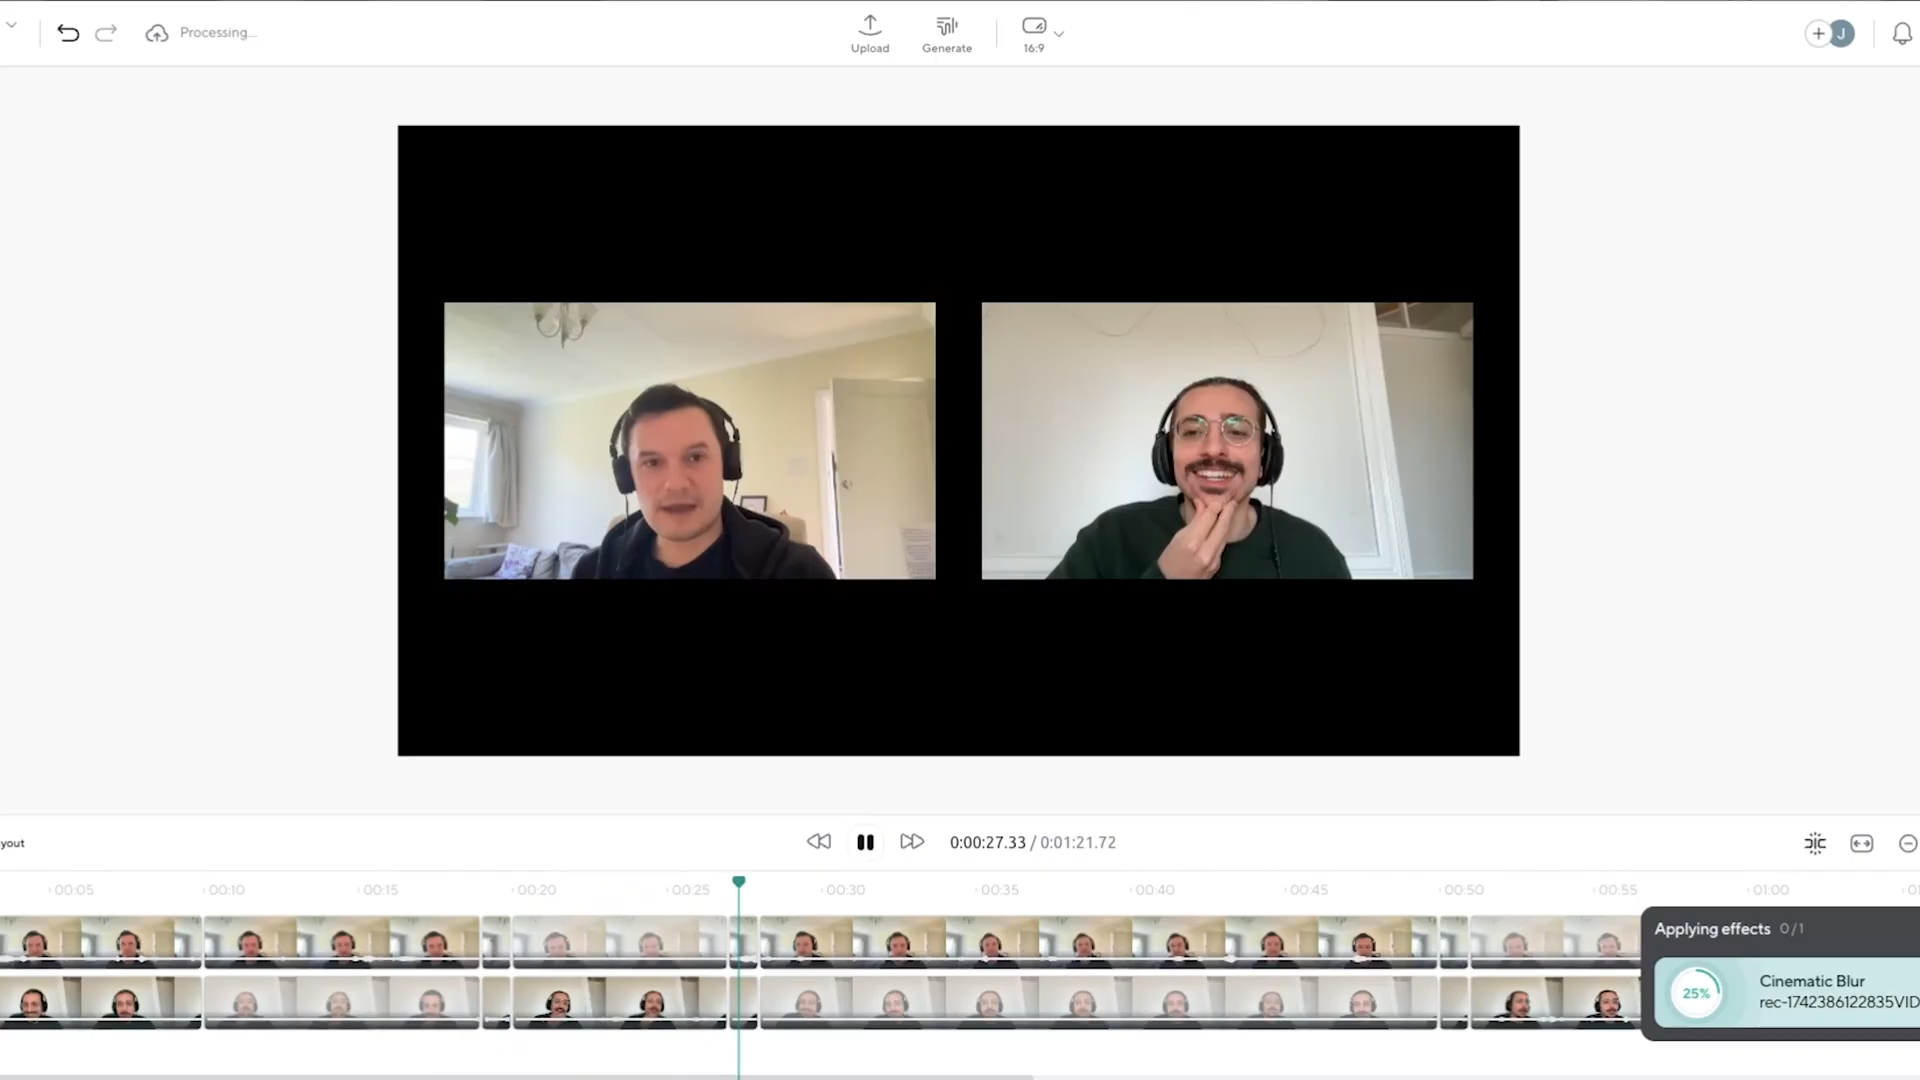 Processing...
Upload
Generate
16:9
J
yout
0:00:27.33 / 0:01:21.72
00:05
00:10
00:15
00:20
00:25
00:30
00:35
00:40
00:45
00:50
00:55
01:00
Applying effects 0/1
25%
Cinematic Blur
rec-1742386122835VID